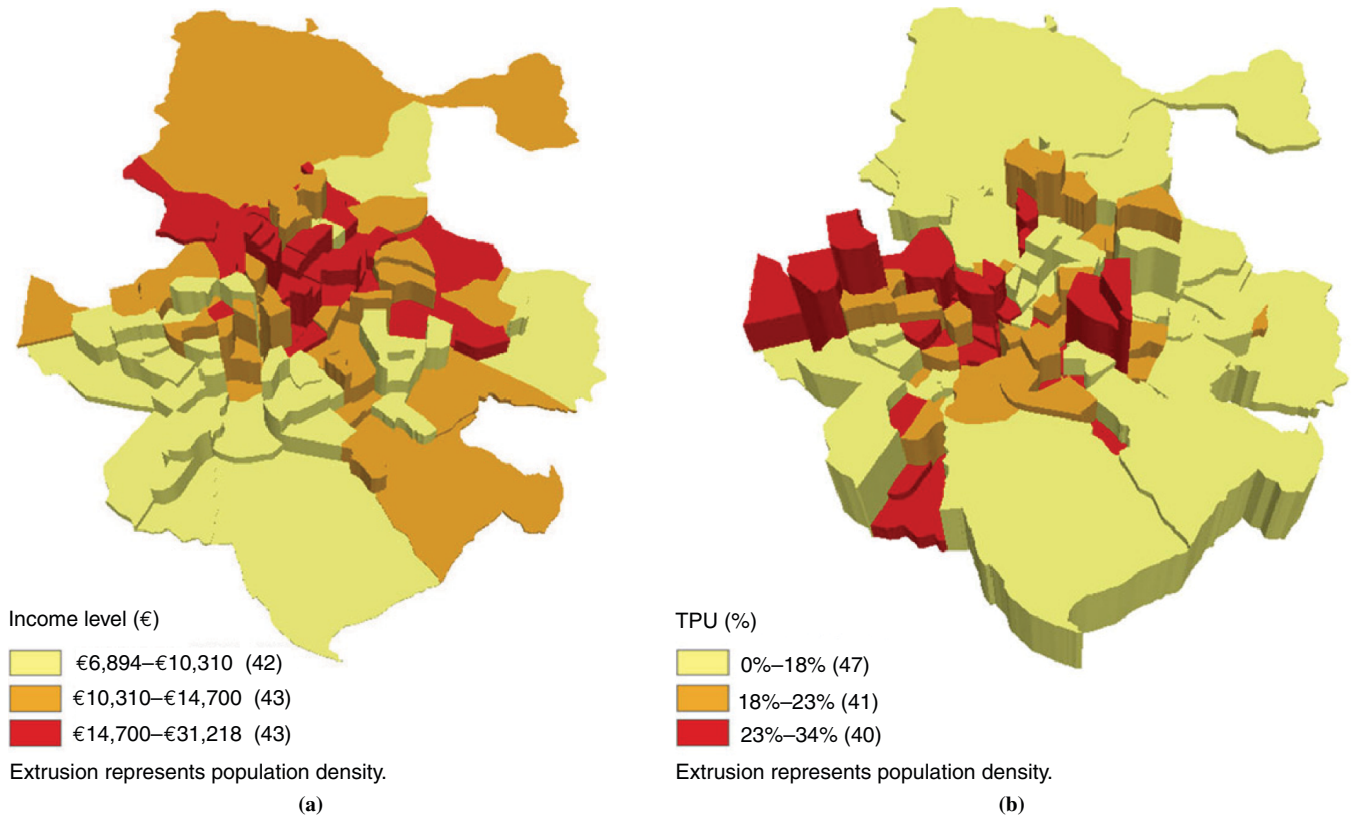 Income level (€)
€6,894–€10,310 (42)
€10,310–€14,700 (43)
€14,700–€31,218 (43)
Extrusion represents population density.
(a)
TPU (%)
0%–18% (47)
18%–23% (41)
23%–34% (40)
Extrusion represents population density.
(b)